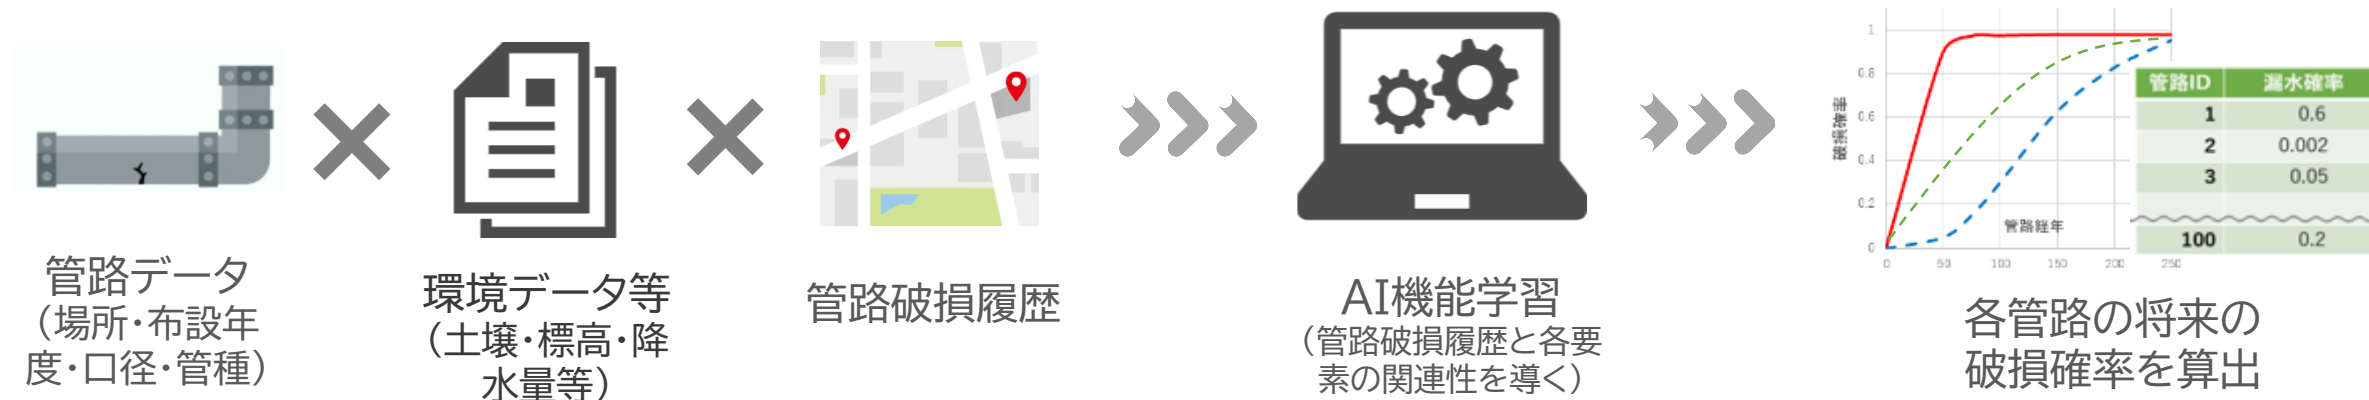 管路データ
（場所・布設年
度・口径・管種）
環境データ等
（土壌・標高・降
水量等）
管路破損履歴
AI機能学習
（管路破損履歴と各要
素の関連性を導く）
破損確率
1
0.8
0.6
0.4
0.2
0
管路経年
0 50 100 150 200 250
管路ID 漏水確率
1 0.6
2 0.002
3 0.05
100 0.2
各管路の将来の
破損確率を算出